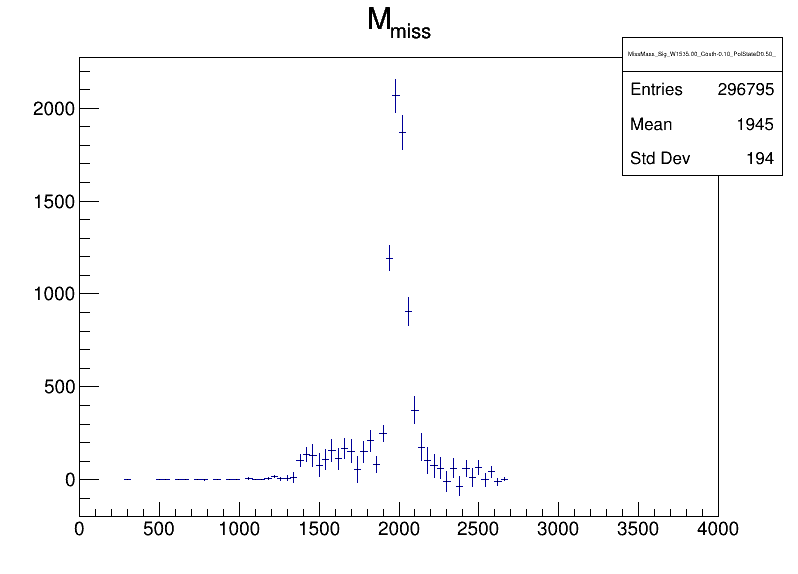 M_miss
MissMass_Sig_W1535.00_Costh-0.10_PolState0.50_
Entries 296795
Mean 1945
Std Dev 194
2000
1500
1000
500
0
0 500 1000 1500 2000 2500 3000 3500 4000